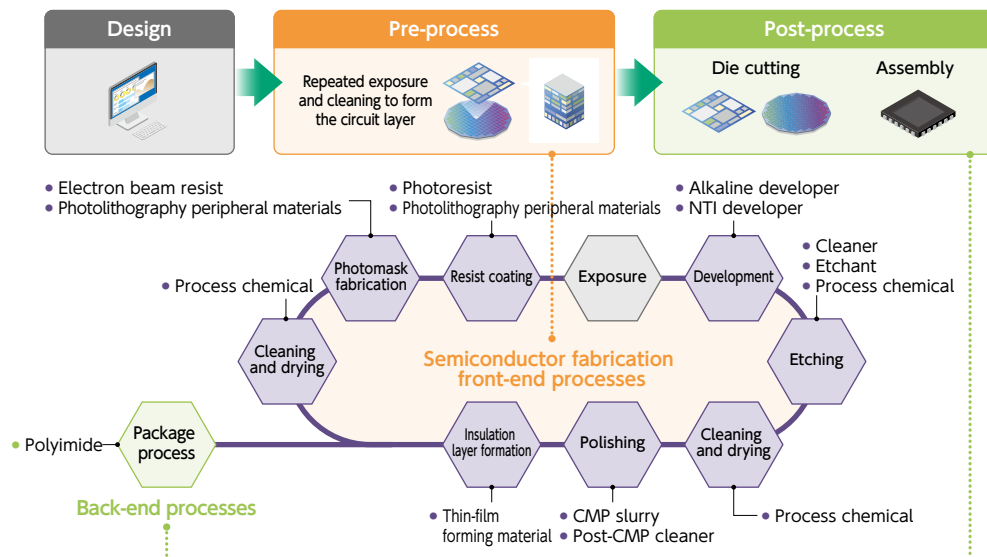 Design
Pre-process
Post-process
Repeated exposure
and cleaning to form
the circuit layer
Die cutting
Assembly
• Electron beam resist
• Photolithography peripheral materials
• Photoresist
• Photolithography peripheral materials
• Alkaline developer
• NTI developer
• Cleaner
• Etchant
• Process chemical
• Process chemical
Photomask
fabrication
Resist coating
Exposure
Development
Cleaning
and drying
Semiconductor fabrication
front-end processes
Etching
• Polyimide
Package
process
Insulation
layer formation
Polishing
Cleaning
and drying
Back-end processes
• Thin-film
forming material
• CMP slurry
• Post-CMP cleaner
• Process chemical